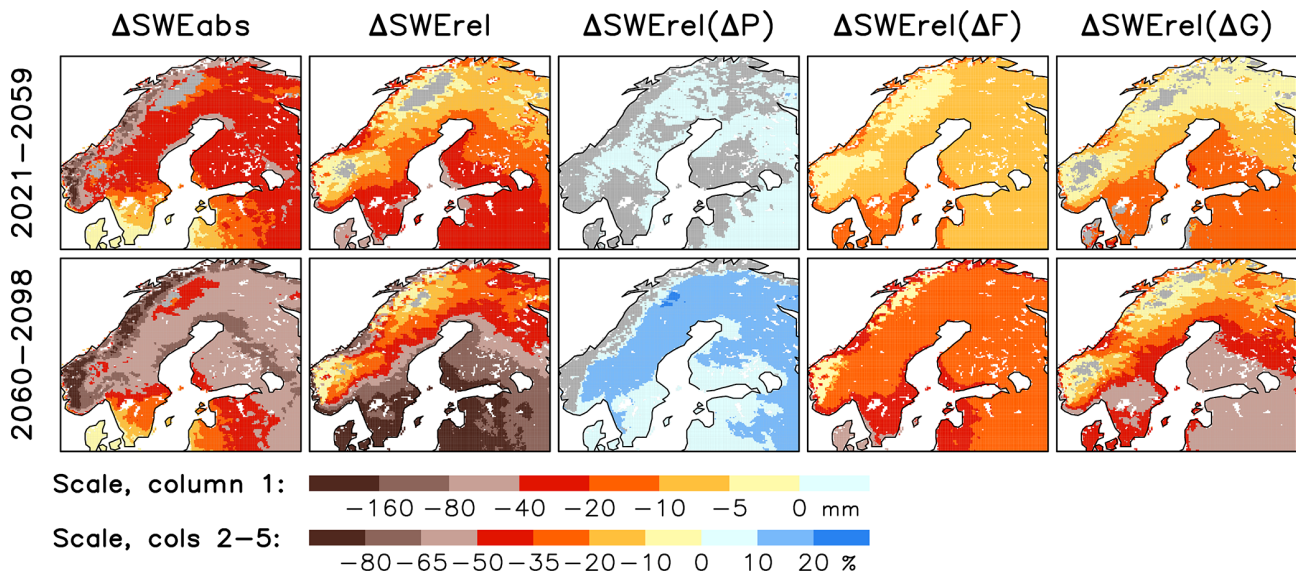 ΔSWEabs ΔSWErel ΔSWErel(ΔP) ΔSWErel(ΔF) ΔSWErel(ΔG)
2021−2059
2060−2098
Scale, column 1:
−160 −80 −40 −20 −10 −5 0 mm
Scale, cols 2−5:
−80 −65 −50 −35 −20 −10 0 10 20 %